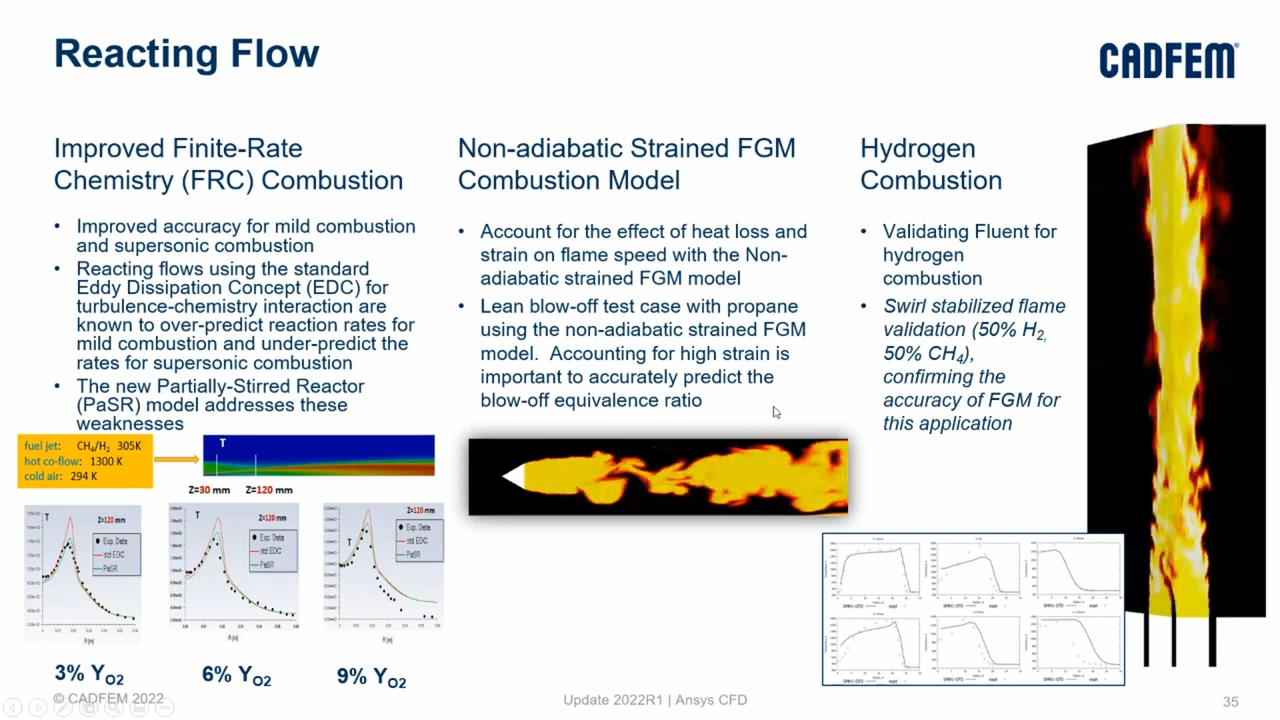 Reacting Flow
CADFEM
Improved Finite-Rate
Chemistry (FRC) Combustion
• Improved accuracy for mild combustion
and supersonic combustion
• Reacting flows using the standard
Eddy Dissipation Concept (EDC) for
turbulence-chemistry interaction are
known to over-predict reaction rates for
mild combustion and under-predict the
rates for supersonic combustion
• The new Partially-Stirred Reactor
(PaSR) model addresses these
weaknesses
fuel jet: CH4/H2 305K
hot co-flow: 1300 K
cold air: 294 K
T
Z=30 mm
Z=120 mm
T
Z=120 mm
Exp. Data
std EDC
PaSR
R [m]
3% YO2
T
Z=120 mm
Exp. Data
std EDC
PaSR
R [m]
6% YO2
T
Z=120 mm
Exp. Data
std EDC
PaSR
R [m]
9% YO2
Non-adiabatic Strained FGM
Combustion Model
• Account for the effect of heat loss and
strain on flame speed with the Non-
adiabatic strained FGM model
• Lean blow-off test case with propane
using the non-adiabatic strained FGM
model. Accounting for high strain is
important to accurately predict the
blow-off equivalence ratio
Hydrogen
Combustion
• Validating Fluent for
hydrogen
combustion
• Swirl stabilized flame
validation (50% H2,
50% CH4),
confirming the
accuracy of FGM for
this application
© CADFEM 2022
Update 2022R1 | Ansys CFD
35